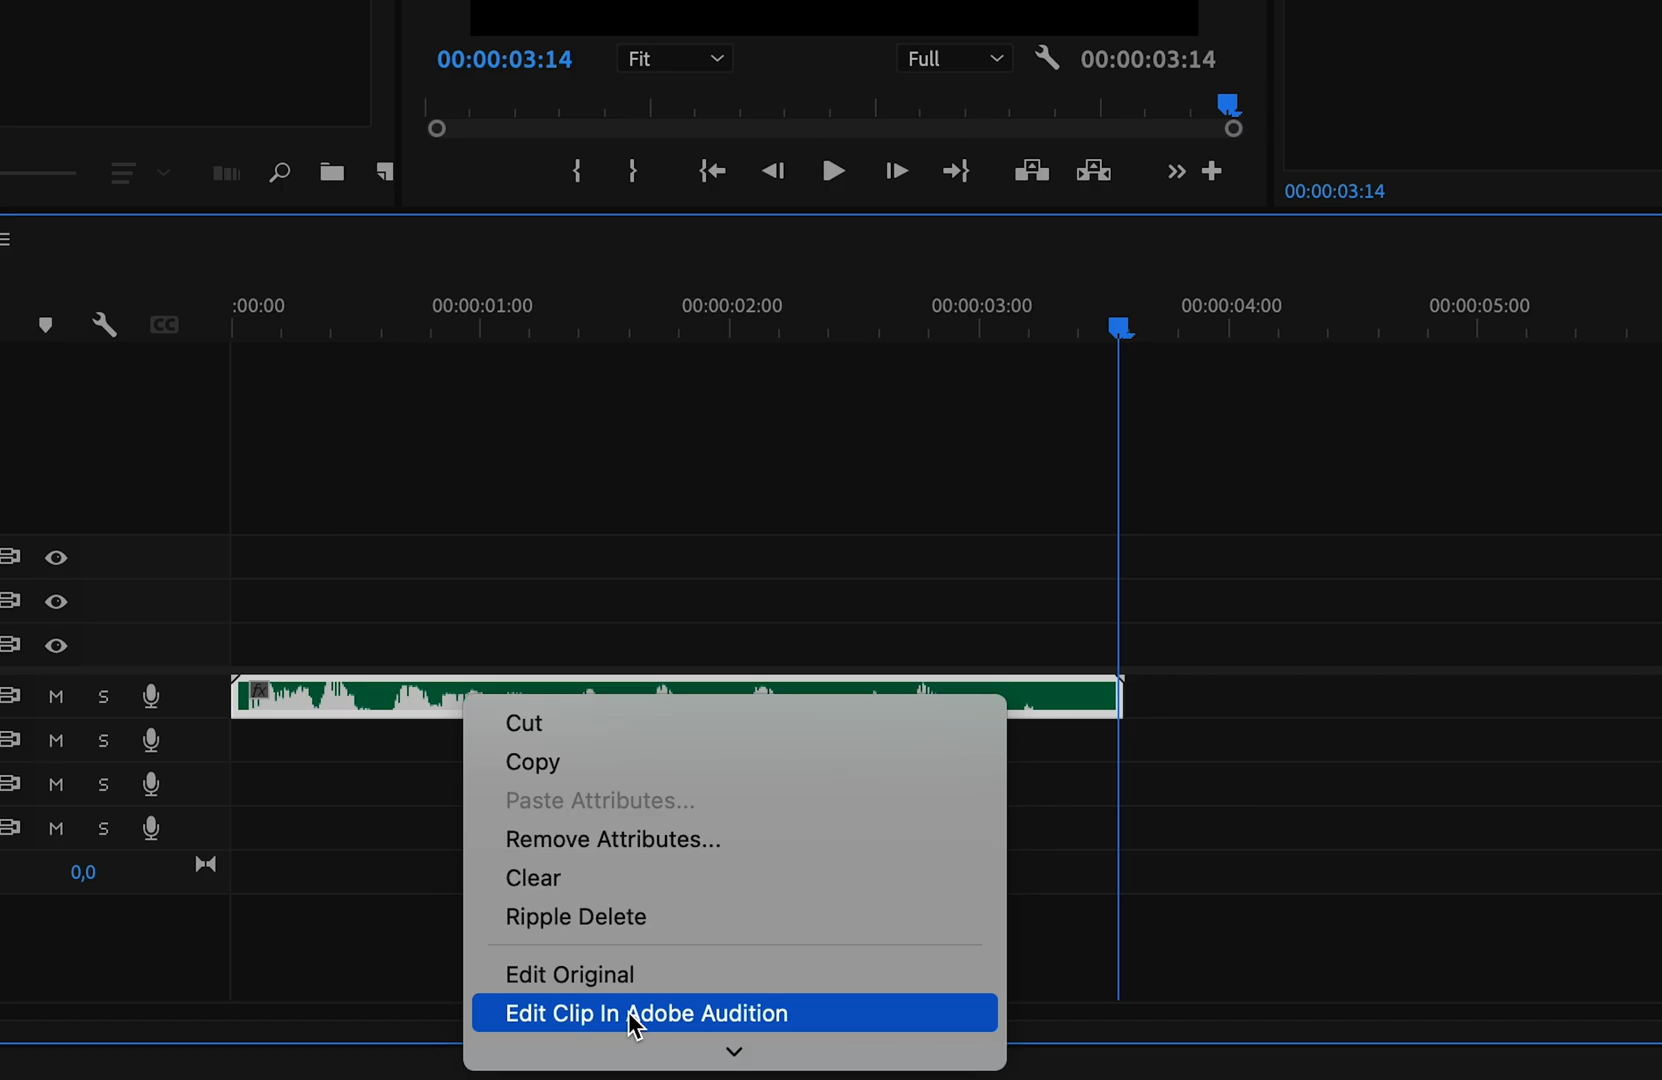 00:00:03:14 Fit Full 00:00:03:14
00:00:03:14
:00:00 00:00:01:00 00:00:02:00 00:00:03:00 00:00:04:00 00:00:05:00
CC
fx
M S
M S
M S
M S
0,0
Cut
Copy
Paste Attributes...
Remove Attributes...
Clear
Ripple Delete
Edit Original
Edit Clip In Adobe Audition